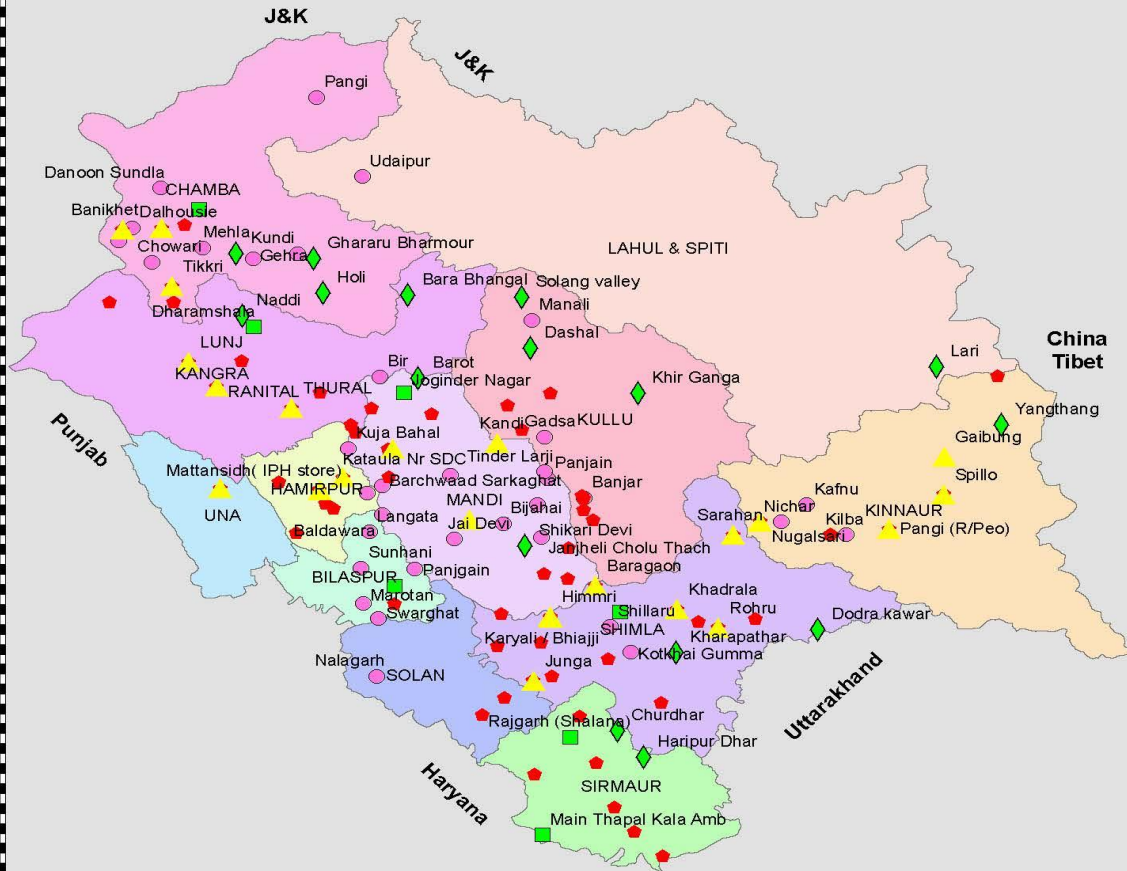 J&K
J&K
Pangi
Udaipur
Danoon Sundla
CHAMBA
Banikhet
Dalhousie
Mehla
Kundi
Chowari
Gehra
Gharäru Bharmour
LAHUL & SPITI
Tikkri
Holi
Bara Bhangal
Solang valley
Naddi
Manali
Dharamshala
Dashal
LUNJ
China
Tibet
Lari
Bir
Barot
KANGRA
RANITAL
THURAL
Joginder Nagar
Khir Ganga
Yangthang
Punjab
Kandi
Gadsa
KULLU
Kuja Bahal
Gaibung
Kataula Nr SDC
Tinder Larji
Panjain
Mattansidh( IPH store)
Barchwaad Sarkaghat
Banjar
Spillo
HAMIRPUR
MANDI
Bijahai
Kafnu
Nichar
KINNAUR
UNA
Langata
Jai Devi
Sarahan
Kilba
Baldawara
Shikari Devi
Nugalsari
Pangi (R/Peo)
Sunhani
Janjheli Cholu Thach
BILASPUR
Panjgain
Baragaon
Marotan
Himmri
Khadrala
Swarghat
Shillaru
Rohru
Dodra kawar
SHIMLA
Karyali / Bhiajji
Kharapathar
Kotkhai Gumma
Nalagarh
SOLAN
Junga
Uttarakhand
Rajgarh (Shalana)
Churdhar
Haripur Dhar
Haryana
SIRMAUR
Main Thapal Kala Amb